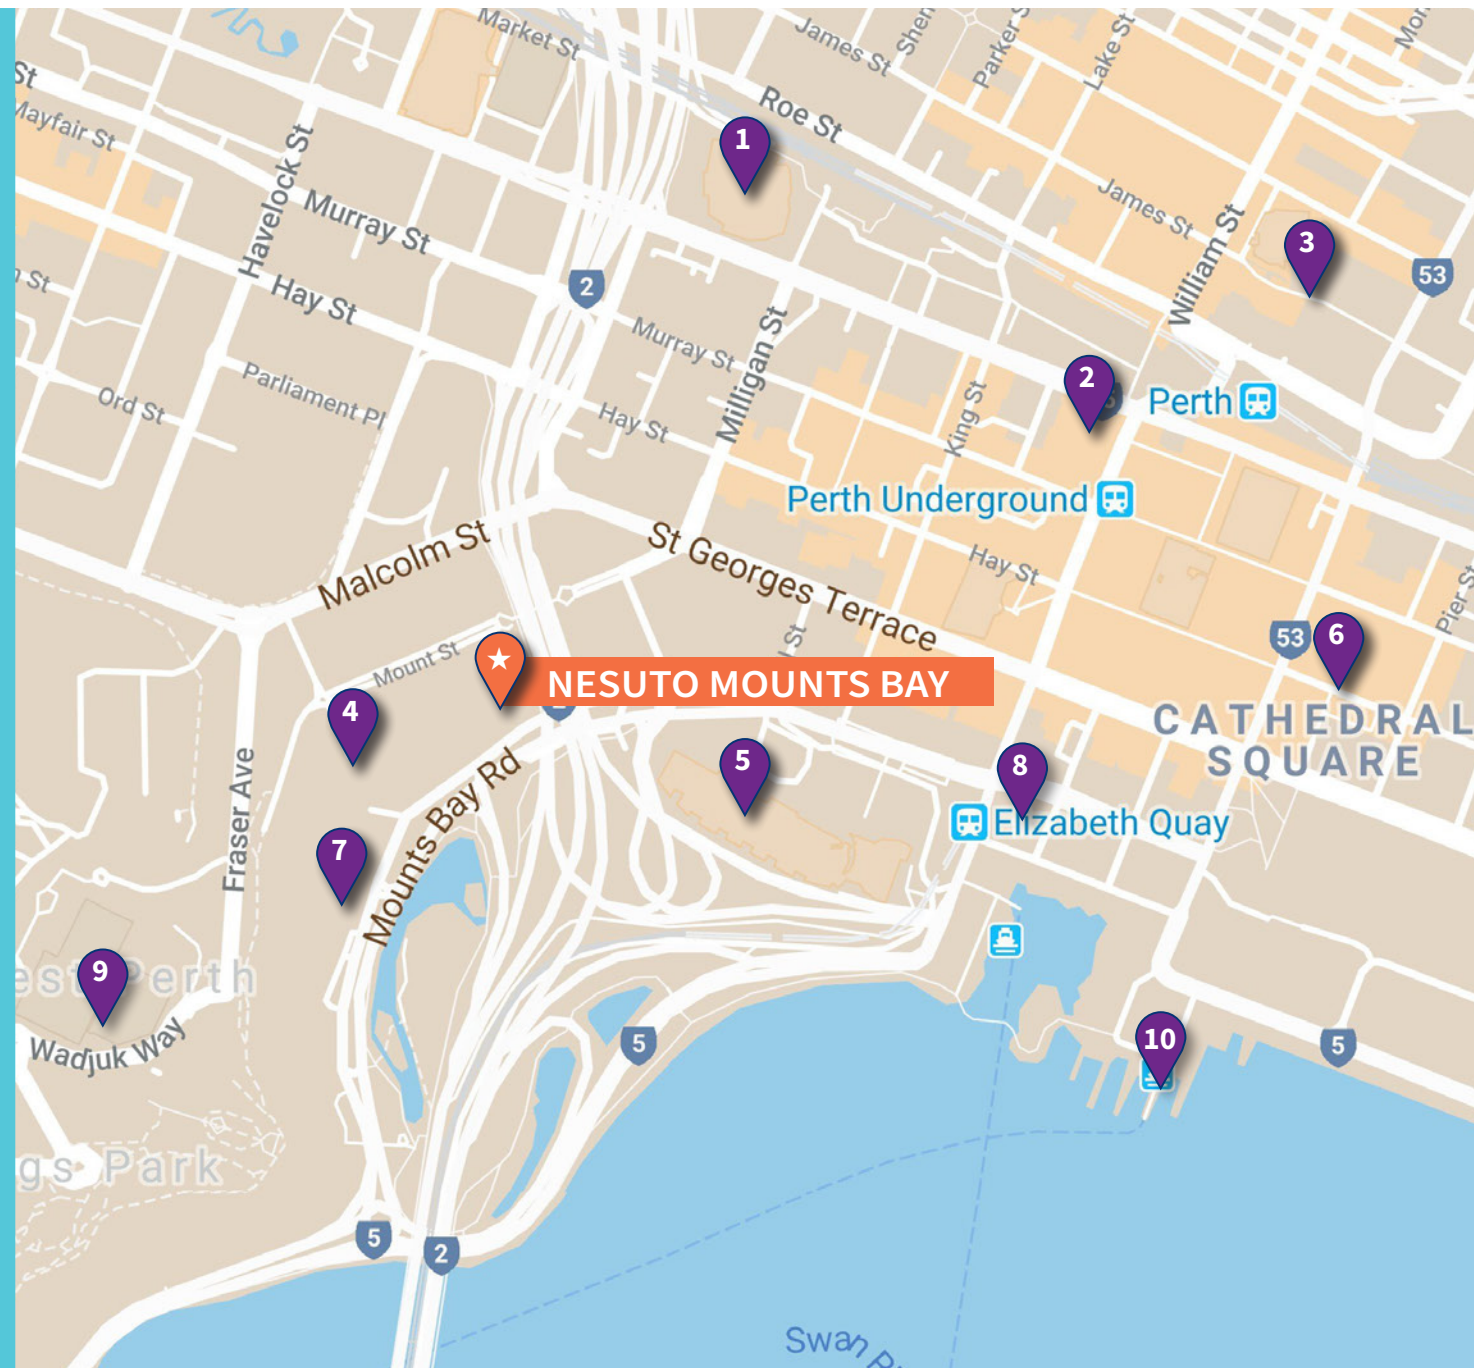 Market St
James St
Parker S
Lake St
St
Mayfair St
Roe St
1
Havelock St
Murray St
James St
William St
3
53
Hay St
2
Murray St
Milligan St
2
Perth
Ord St
Parliament Pl
Hay St
King St
Perth Underground
Malcolm St
St Georges Terrace
Hay St
Pier St
53
6
Mount St
NESUTO MOUNTS BAY
4
CATHEDRAL
SQUARE
5
8
Mounts Bay Rd
Elizabeth Quay
Fraser Ave
7
est Perth
9
Wadjuk Way
5
10
5
gs Park
5
2
Swan R